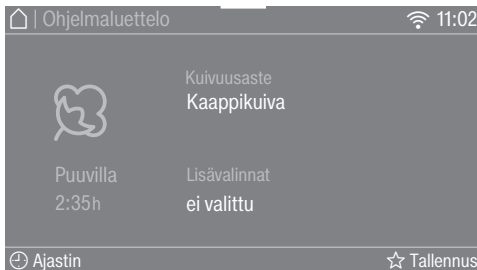 | Ohjelmaluettelo 11:02
Kuivuusaste
Kaappikuiva
Puuvilla
2:35h
Lisävalinnat
ei valittu
Ajastin Tallennus